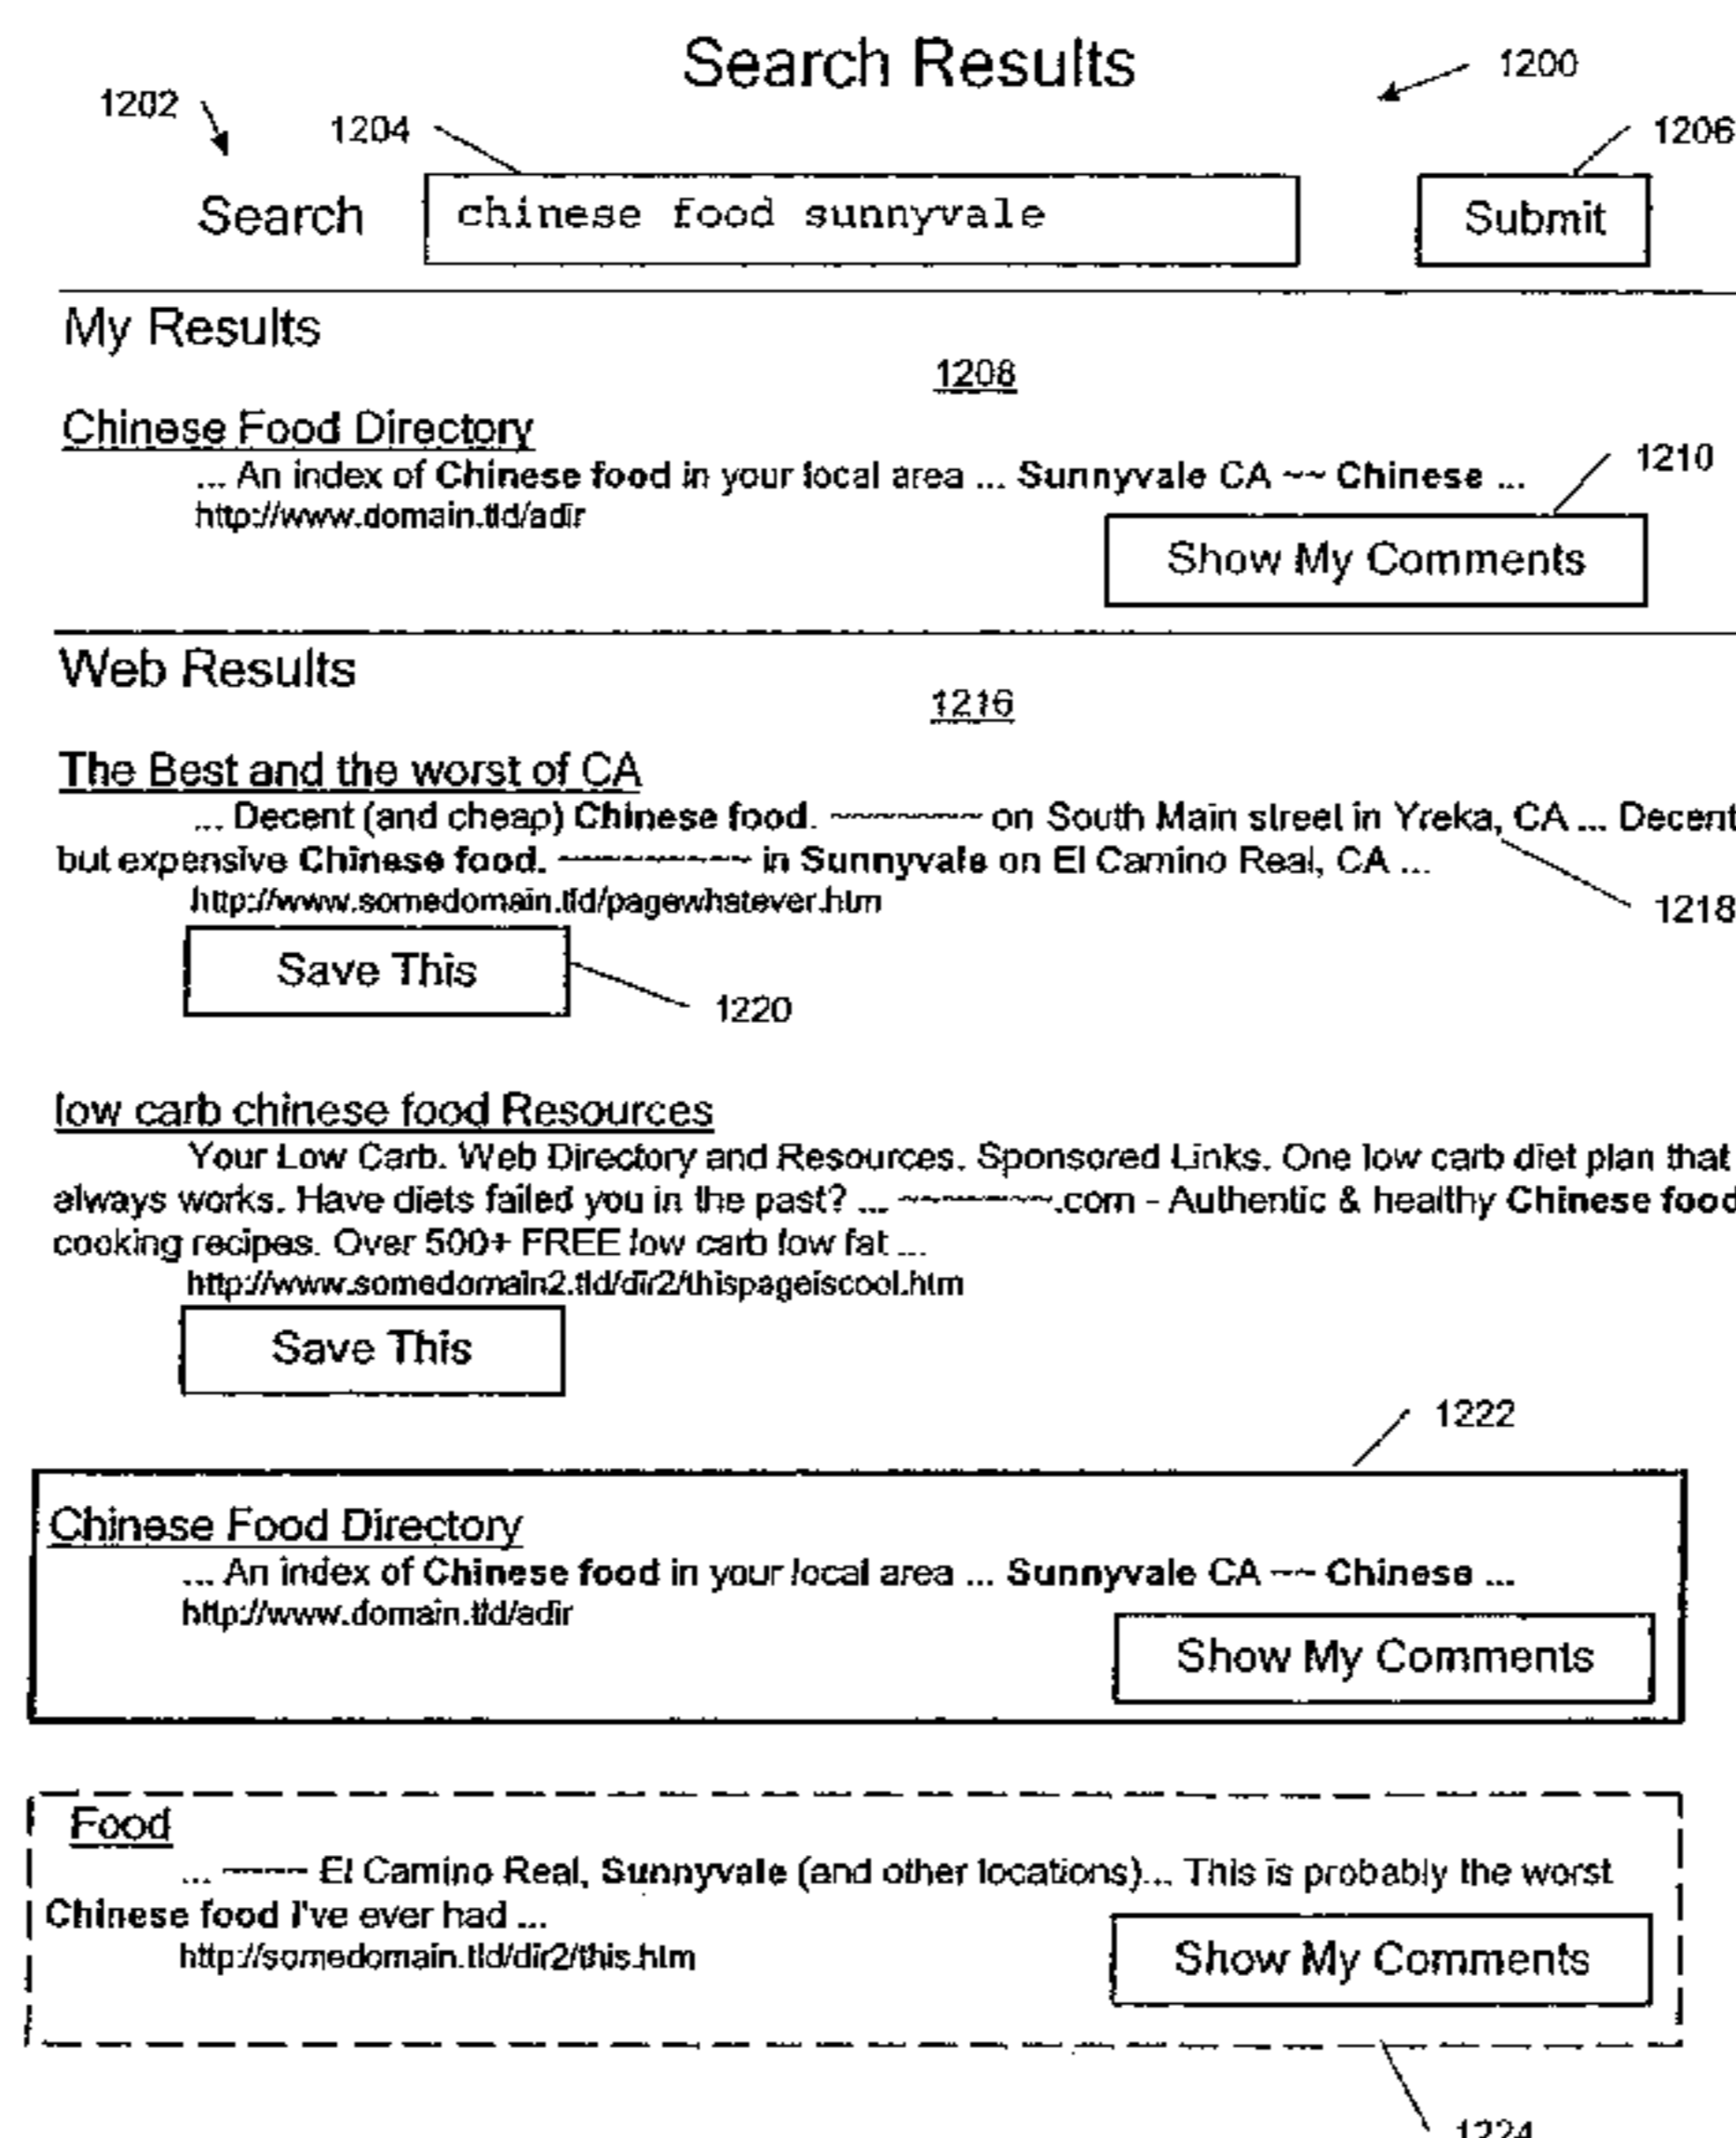 Search Results
1200
1202
1204
1206
Search
chinese food sunnyvale
Submit
My Results
1208
Chinese Food Directory
... An index of Chinese food in your local area ... Sunnyvale CA ~~ Chinese ...
1210
http://www.domain.tld/adir
Show My Comments
Web Results
1216
The Best and the worst of CA
... Decent (and cheap) Chinese food. ~~~~~~~~ on South Main street in Yreka, CA ... Decent
but expensive Chinese food. ~~~~~~~~~~ in Sunnyvale on El Camino Real, CA ...
http://www.somedomain.tld/pagewhatever.htm
1218
Save This
1220
low carb chinese food Resources
Your Low Carb. Web Directory and Resources. Sponsored Links. One low carb diet plan that
always works. Have diets failed you in the past? ... ~~~~~~~~.com - Authentic & healthy Chinese food
cooking recipes. Over 500+ FREE low carb low fat ...
http://www.somedomain2.tld/dir2/thispageiscool.htm
Save This
1222
Chinese Food Directory
... An index of Chinese food in your local area ... Sunnyvale CA ~~ Chinese ...
http://www.domain.tld/adir
Show My Comments
Food
... ~~~~ El Camino Real, Sunnyvale (and other locations)... This is probably the worst
Chinese food I've ever had ...
http://somedomain.tld/dir2/this.htm
Show My Comments
1224